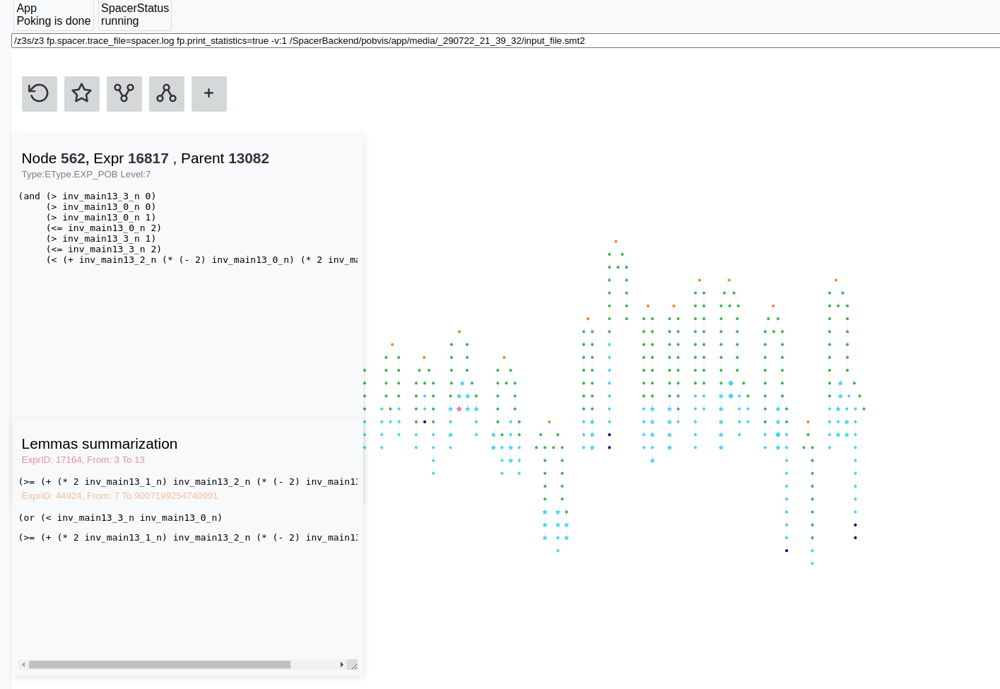 App
Poking is done
SpacerStatus
running
/z3s/z3 fp.spacer.trace_file=spacer.log fp.print_statistics=true -v:1 /SpacerBackend/pobvis/app/media/_290722_21_39_32/input_file.smt2
+
Node 562, Expr 16817 , Parent 13082
Type:EType.EXP_POB Level:7
(and (> inv_main13_3_n 0)
(> inv_main13_0_n 0)
(> inv_main13_0_n 1)
(<= inv_main13_0_n 2)
(> inv_main13_3_n 1)
(<= inv_main13_3_n 2)
(< (+ inv_main13_2_n (* (- 2) inv_main13_0_n) (* 2 inv_ma
Lemmas summarization
ExprID: 17164, From: 3 To 13
(>= (+ (* 2 inv_main13_1_n) inv_main13_2_n (* (- 2) inv_main13
ExprID: 44924, From: 7 To 9007199254740991
(or (< inv_main13_3_n inv_main13_0_n)
(>= (+ (* 2 inv_main13_1_n) inv_main13_2_n (* (- 2) inv_main13